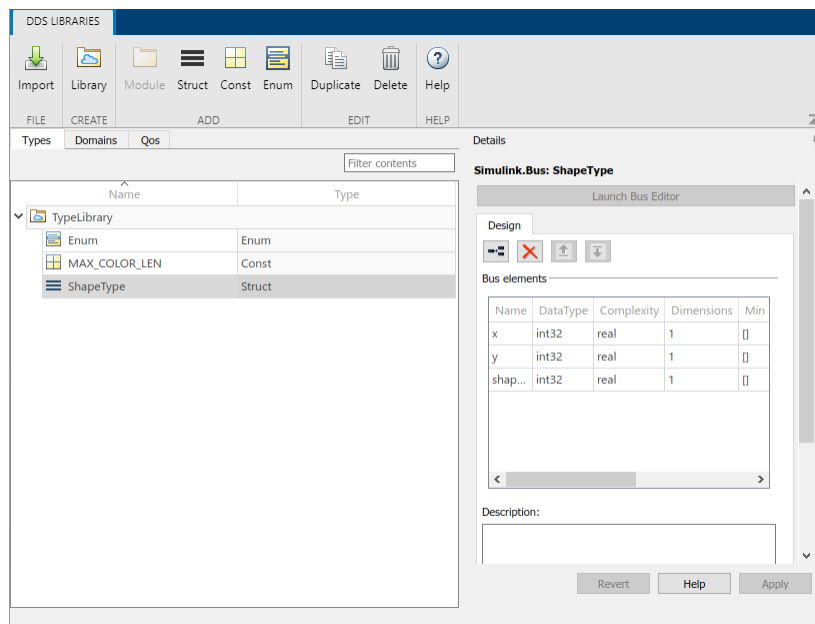 DDS LIBRARIES
Import Library Module Struct Const Enum Duplicate Delete Help
FILE CREATE ADD EDIT HELP
Types Domains Qos
Filter contents
Name Type
TypeLibrary
Enum Enum
MAX_COLOR_LEN Const
ShapeType Struct
Details
Simulink.Bus: ShapeType
Launch Bus Editor
Design
Bus elements
Name DataType Complexity Dimensions Min
x int32 real 1 []
y int32 real 1 []
shap... int32 real 1 []
Description:
Revert Help Apply